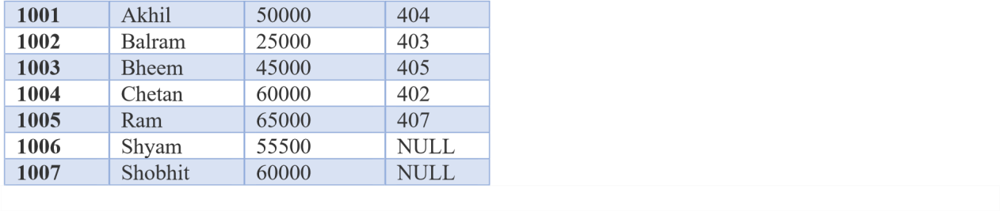 1001 Akhil 50000 404
1002 Balram 25000 403
1003 Bheem 45000 405
1004 Chetan 60000 402
1005 Ram 65000 407
1006 Shyam 55500 NULL
1007 Shobhit 60000 NULL